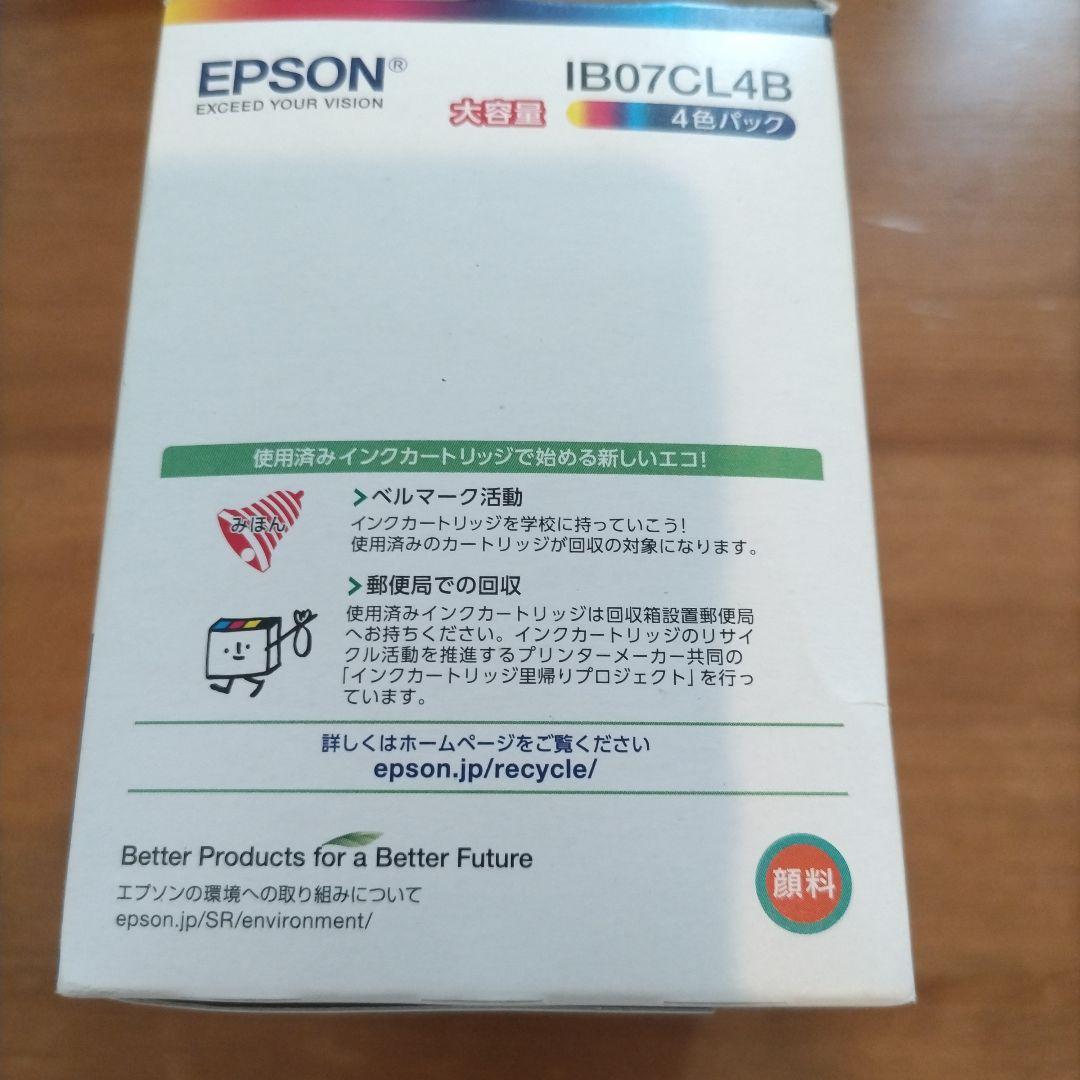 EPSON®
EXCEED YOUR VISION
IB07CL4B
大容量
4色パック
使用済みインクカートリッジで始める新しいエコ!
みほん
ベルマーク活動
インクカートリッジを学校に持っていこう!
使用済みのカートリッジが回収の対象になります。
郵便局での回収
使用済みインクカートリッジは回収箱設置郵便局
へお持ちください。インクカートリッジのリサイ
クル活動を推進するプリンターメーカー共同の
「インクカートリッジ里帰りプロジェクト」を行っ
ています。
詳しくはホームページをご覧ください
epson.jp/recycle/
Better Products for a Better Future
エプソンの環境への取り組みについて
epson.jp/SR/environment/
顔料